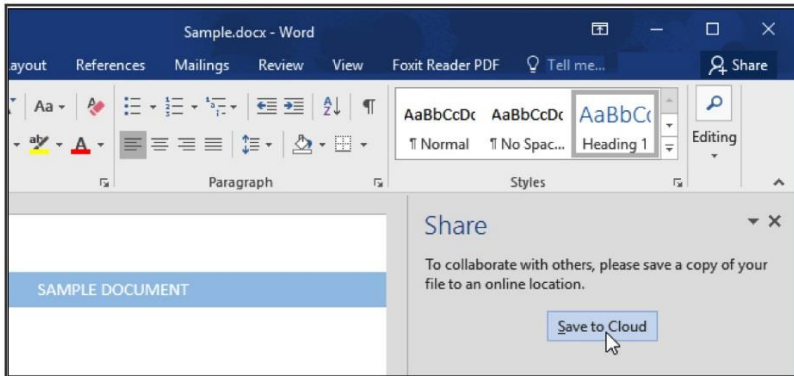 Sample.docx - Word
ayout References Mailings Review View Foxit Reader PDF Tell me... Share
Aa
AaBbCcDc AaBbCcDc AaBbCc
¶ Normal ¶ No Spac... Heading 1
Editing
Paragraph Styles
Share
To collaborate with others, please save a copy of your
file to an online location.
Save to Cloud
SAMPLE DOCUMENT